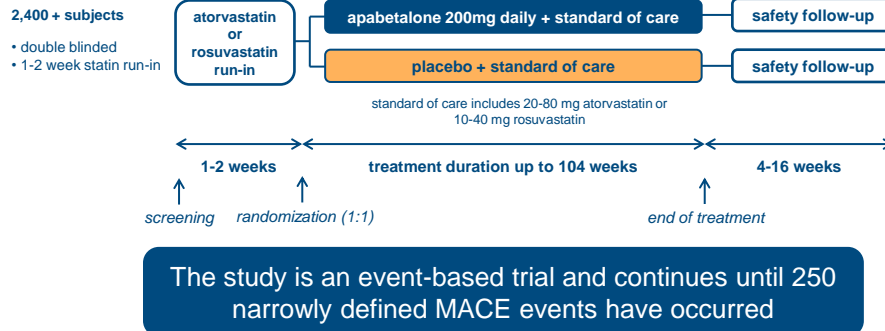 2,400 + subjects
• double blinded
• 1-2 week statin run-in
atorvastatin
or
rosuvastatin
run-in
apabetalone 200mg daily + standard of care
safety follow-up
placebo + standard of care
safety follow-up
standard of care includes 20-80 mg atorvastatin or
10-40 mg rosuvastatin
1-2 weeks
treatment duration up to 104 weeks
4-16 weeks
screening
randomization (1:1)
end of treatment
The study is an event-based trial and continues until 250
narrowly defined MACE events have occurred